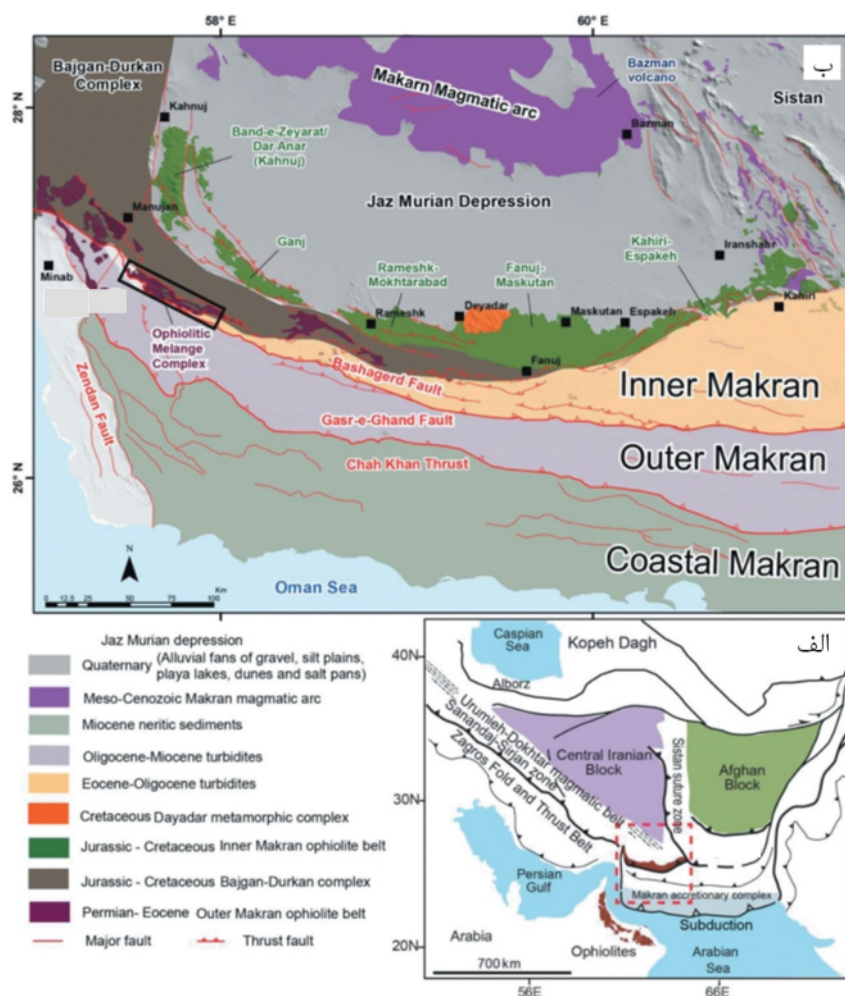 58° E
60° E
Bajgan-Durkan
Complex
Makarn Magmatic arc
Bazman
volcano
ب
Sistan
28° N
Kahnuj
Band-e-Zeyarat/
Dar Anar
(Kahnuj)
Bazman
Manujan
Jaz Murian Depression
Ganj
Kahiri-
Espakeh
Iranshahr
Minab
Rameshk-
Mokhtarabad
Fanuj-
Maskutan
Rameshk
Deyadar
Maskutan
Espakeh
Kahiri
Ophiolitic
Melange
Complex
Fanuj
Bashagerd Fault
Inner Makran
Zendan Fault
Gasr-e-Ghand Fault
Outer Makran
Chah Khan Thrust
26° N
Coastal Makran
N
Oman Sea
0 12.5 25 50 75 100
Km
Jaz Murian depression
Quaternary (Alluvial fans of gravel, silt plains,
playa lakes, dunes and salt pans)
Meso-Cenozoic Makran magmatic arc
Miocene neritic sediments
Oligocene-Miocene turbidites
Eocene-Oligocene turbidites
Cretaceous Dayadar metamorphic complex
Jurassic - Cretaceous Inner Makran ophiolite belt
Jurassic - Cretaceous Bajgan-Durkan complex
Permian- Eocene Outer Makran ophiolite belt
Major fault
Thrust fault
الف
40N
Caspian
Sea
Kopeh Dagh
Alborz
Urumieh-Dokhtar magmatic belt
Sanandaj-Sirjan zone
Zagros Fold and Thrust Belt
Central Iranian
Block
Sistan suture zone
Afghan
Block
30N
Persian
Gulf
Makran accretionary complex
Subduction
Arabia
Ophiolites
Arabian
Sea
20N
700 km
56E
66E